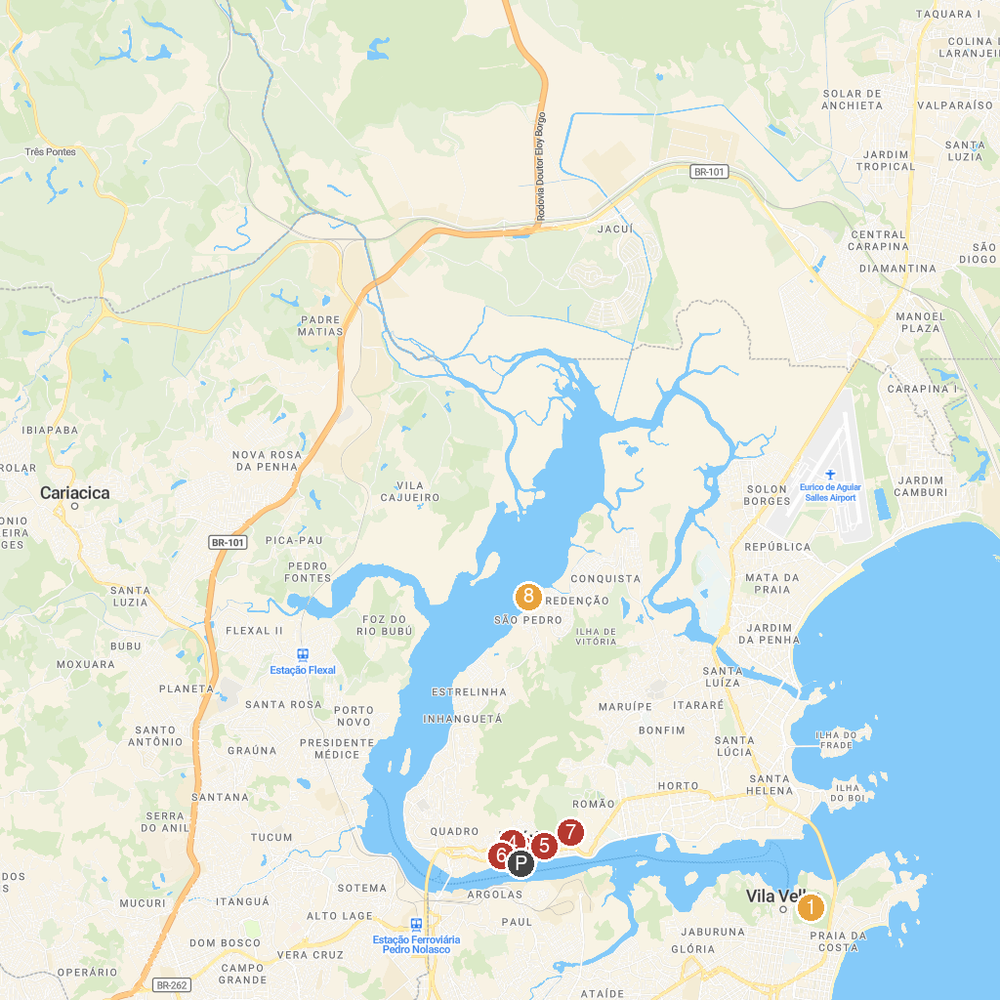 TAQUARA I
COLINA D
LARANJEI
SOLAR DE
ANCHIETA
VALPARAÍSO
Rodovia Doutor Eloy Borgo
Três Pontes
SANTA
LUZIA
JARDIM
TROPICAL
BR-101
JACUÍ
CENTRAL
CARAPINA
SÃO
DIOGO
DIAMANTINA
PADRE
MATIAS
MANOEL
PLAZA
CARAPINA I
IBIAPABA
NOVA ROSA
DA PENHA
ROLAR
Cariacica
VILA
CAJUEIRO
SOLON
BORGES
Eurico de Aguiar
Salles Airport
JARDIM
CAMBURI
ONIO
REIRA
GES
BR-101
PICA-PAU
REPÚBLICA
PEDRO
FONTES
CONQUISTA
MATA DA
PRAIA
SANTA
LUZIA
8
REDENÇÃO
SÃO PEDRO
FOZ DO
RIO BUBÚ
FLEXAL II
ILHA DE
VITÓRIA
JARDIM
DA PENHA
BUBU
MOXUARA
Estação Flexal
SANTA
LUÍZA
PLANETA
ESTRELINHA
SANTA ROSA
PORTO
NOVO
MARUÍPE
ITARARÉ
INHANGUETÁ
BONFIM
SANTO
ANTÔNIO
GRAÚNA
PRESIDENTE
MÉDICE
SANTA
LÚCIA
ILHA DO
FRADE
SANTANA
HORTO
SANTA
HELENA
ILHA
DO BOI
ROMÃO
SERRA
DO ANIL
TUCUM
QUADRO
4
5
7
6
P
DOS
S
MUCURI
ITANGUÁ
SOTEMA
ARGOLAS
Vila Vel
1
ALTO LAGE
PAUL
Estação Ferroviária
Pedro Nolasco
JABURUNA
GLÓRIA
PRAIA DA
COSTA
DOM BOSCO
VERA CRUZ
OPERÁRIO
CAMPO
GRANDE
BR-262
ATAÍDE